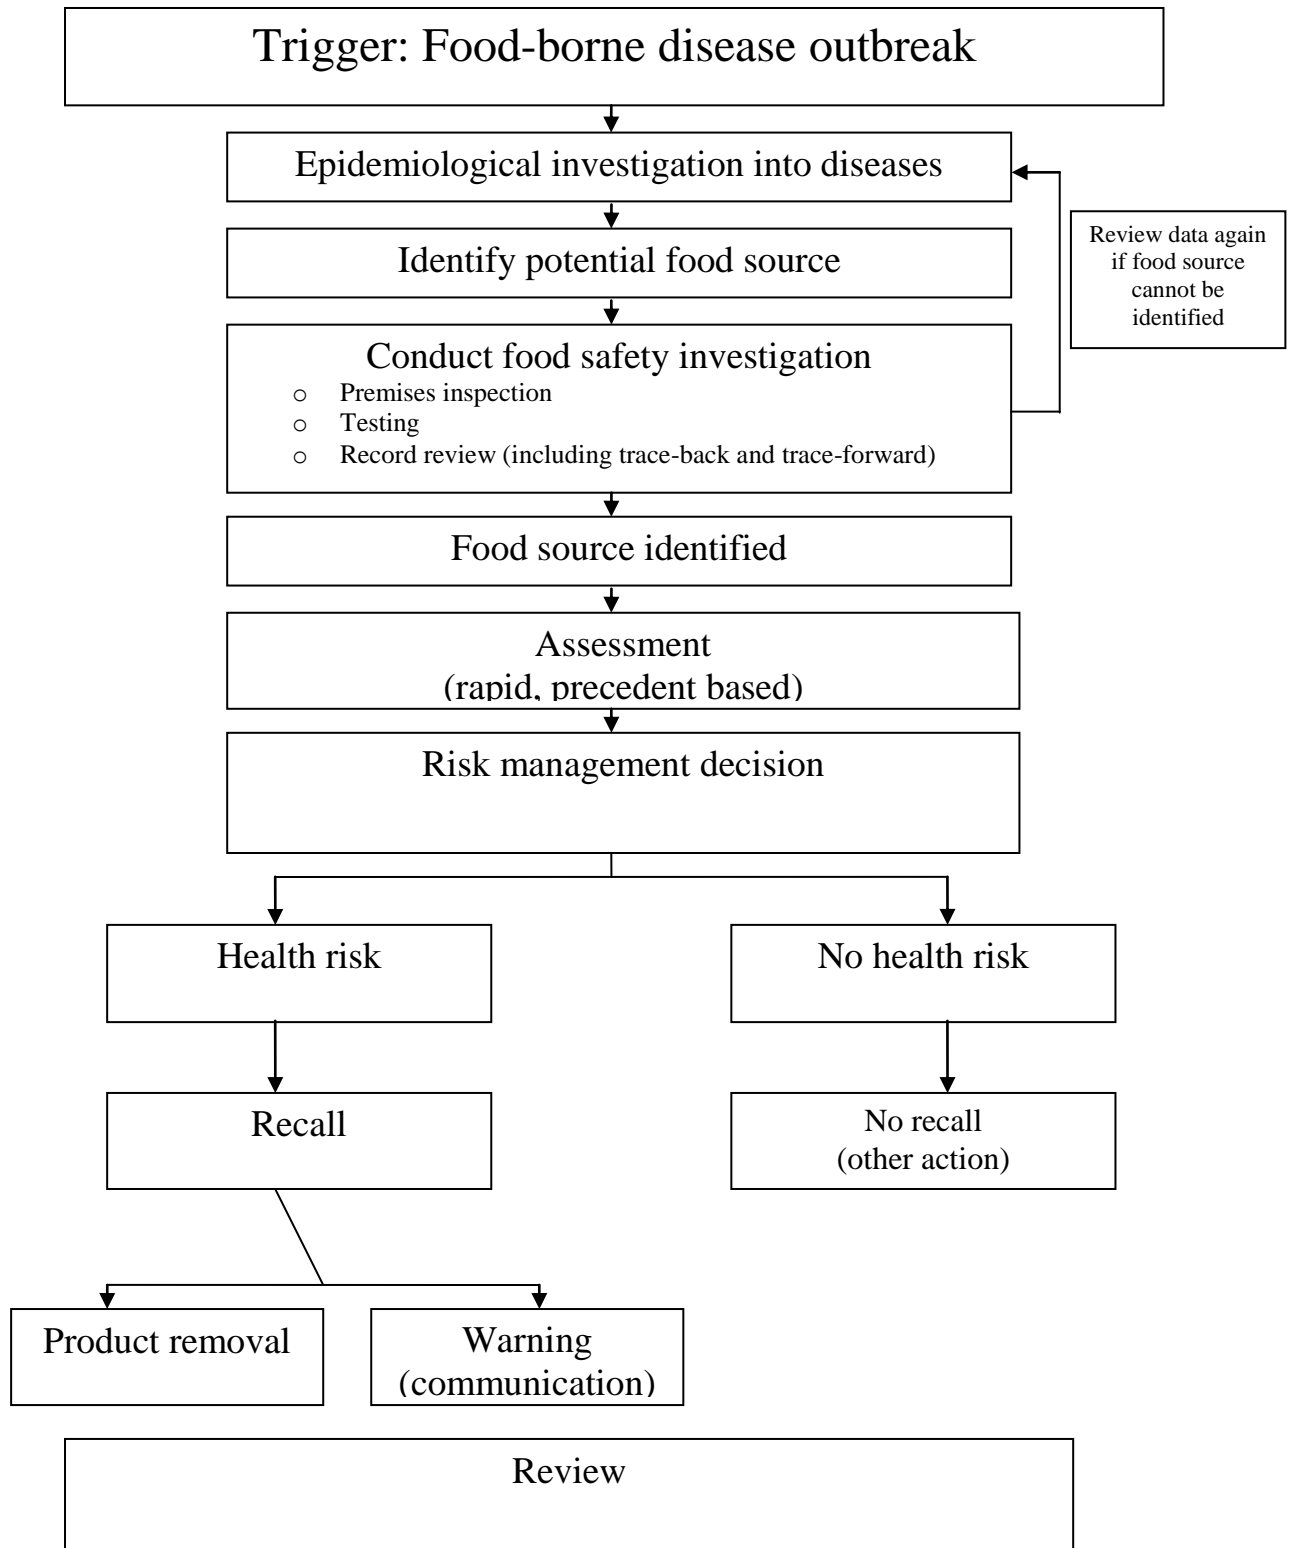 Trigger: Food-borne disease outbreak
Epidemiological investigation into diseases
Identify potential food source
Review data again
if food source
cannot be
identified
Conduct food safety investigation
o Premises inspection
o Testing
o Record review (including trace-back and trace-forward)
Food source identified
Assessment
(rapid, precedent based)
Risk management decision
Health risk
No health risk
Recall
No recall
(other action)
Product removal
Warning
(communication)
Review